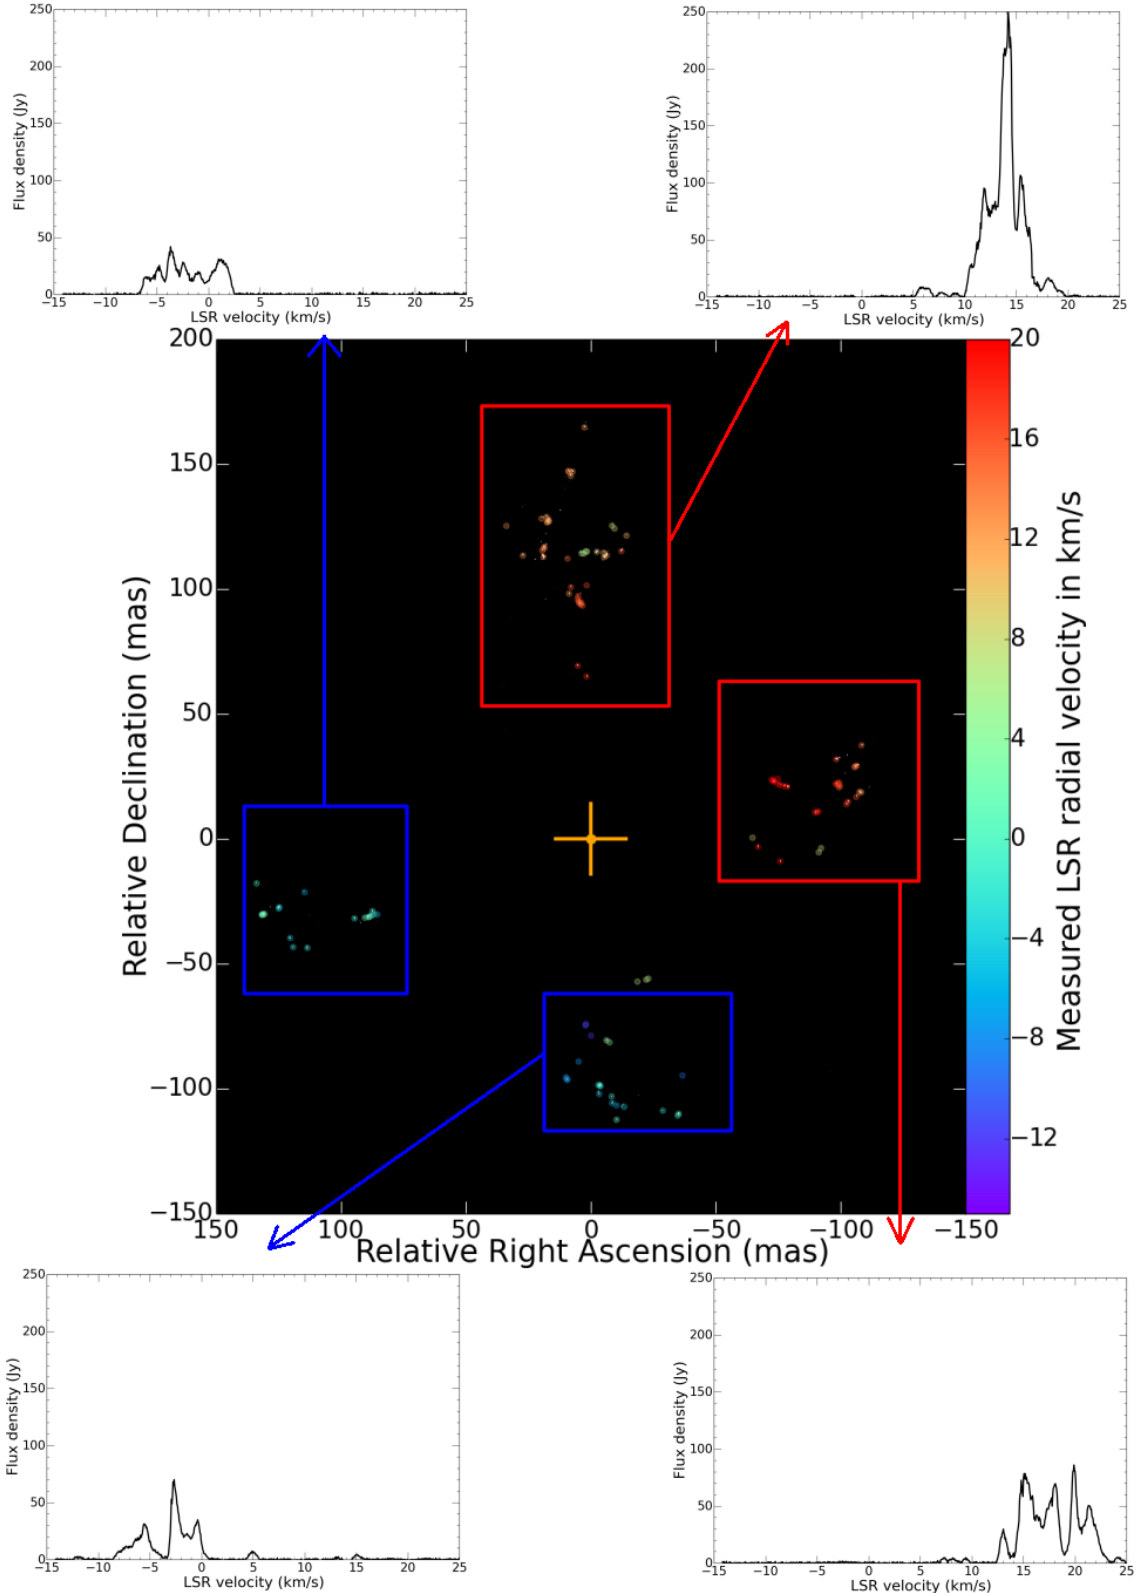 250
200
150
100
50
0
Flux density (Jy)
−15 −10 −5 0 5 10 15 20 25
LSR velocity (km/s)
250
200
150
100
50
0
Flux density (Jy)
−15 −10 −5 0 5 10 15 20 25
LSR velocity (km/s)
200
150
100
50
0
−50
−100
−150
Relative Declination (mas)
150 100 50 0 −50 −100 −150
Relative Right Ascension (mas)
20
16
12
8
4
0
−4
−8
−12
Measured LSR radial velocity in km/s
250
200
150
100
50
0
Flux density (Jy)
−15 −10 −5 0 5 10 15 20 25
LSR velocity (km/s)
250
200
150
100
50
0
Flux density (Jy)
−15 −10 −5 0 5 10 15 20 25
LSR velocity (km/s)